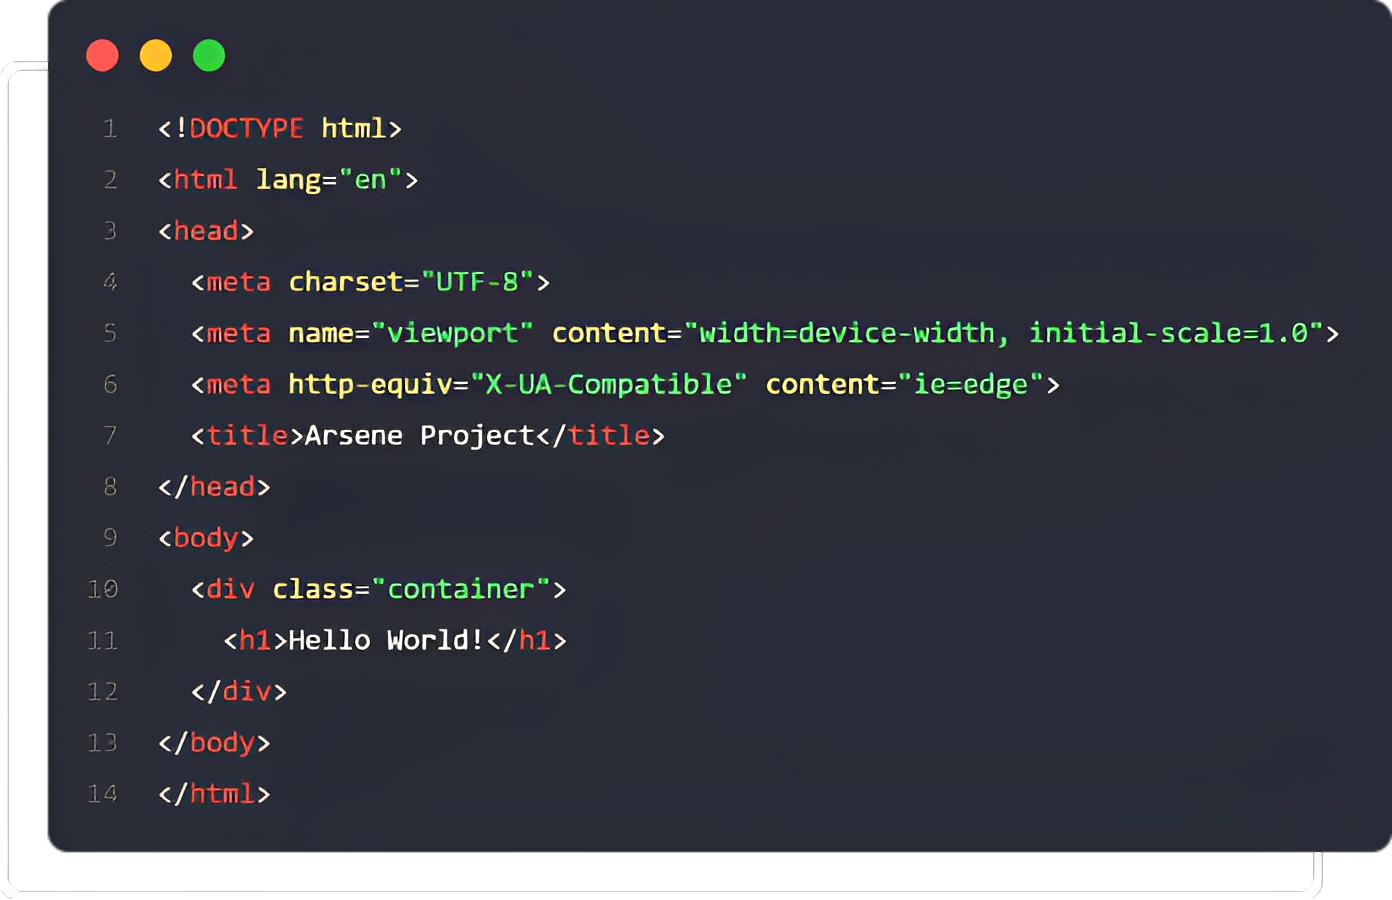 1 <!DOCTYPE html>
2 <html lang="en">
3 <head>
4   <meta charset="UTF-8">
5   <meta name="viewport" content="width=device-width, initial-scale=1.0">
6   <meta http-equiv="X-UA-Compatible" content="ie=edge">
7   <title>Arsene Project</title>
8 </head>
9 <body>
10   <div class="container">
11     <h1>Hello World!</h1>
12   </div>
13 </body>
14 </html>